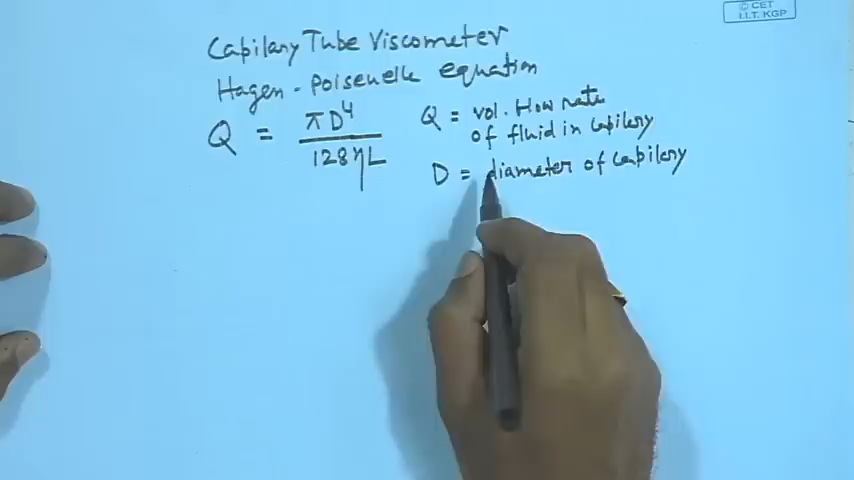 © CET
I.I.T. KGP
Capilary Tube Viscometer
Hagen - Poiseuelle equation
Q = πD⁴ / 128ηL
Q = vol. flow rate
of fluid in capilary
D = diameter of capilary